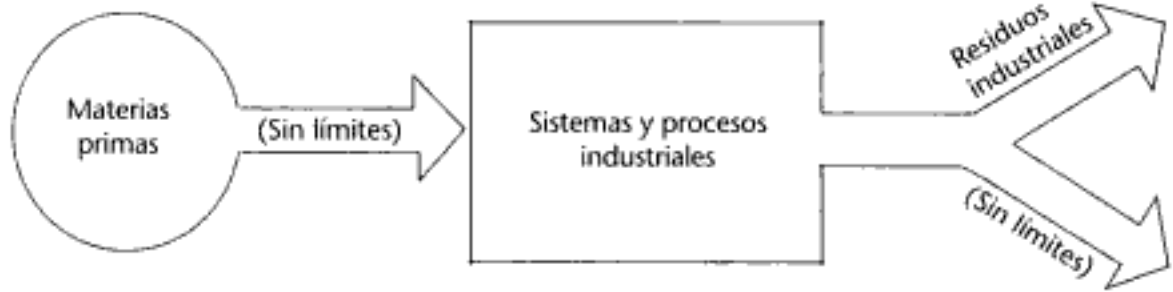 Materias
primas
(Sin límites)
Sistemas y procesos
industriales
Residuos
industriales
(Sin límites)